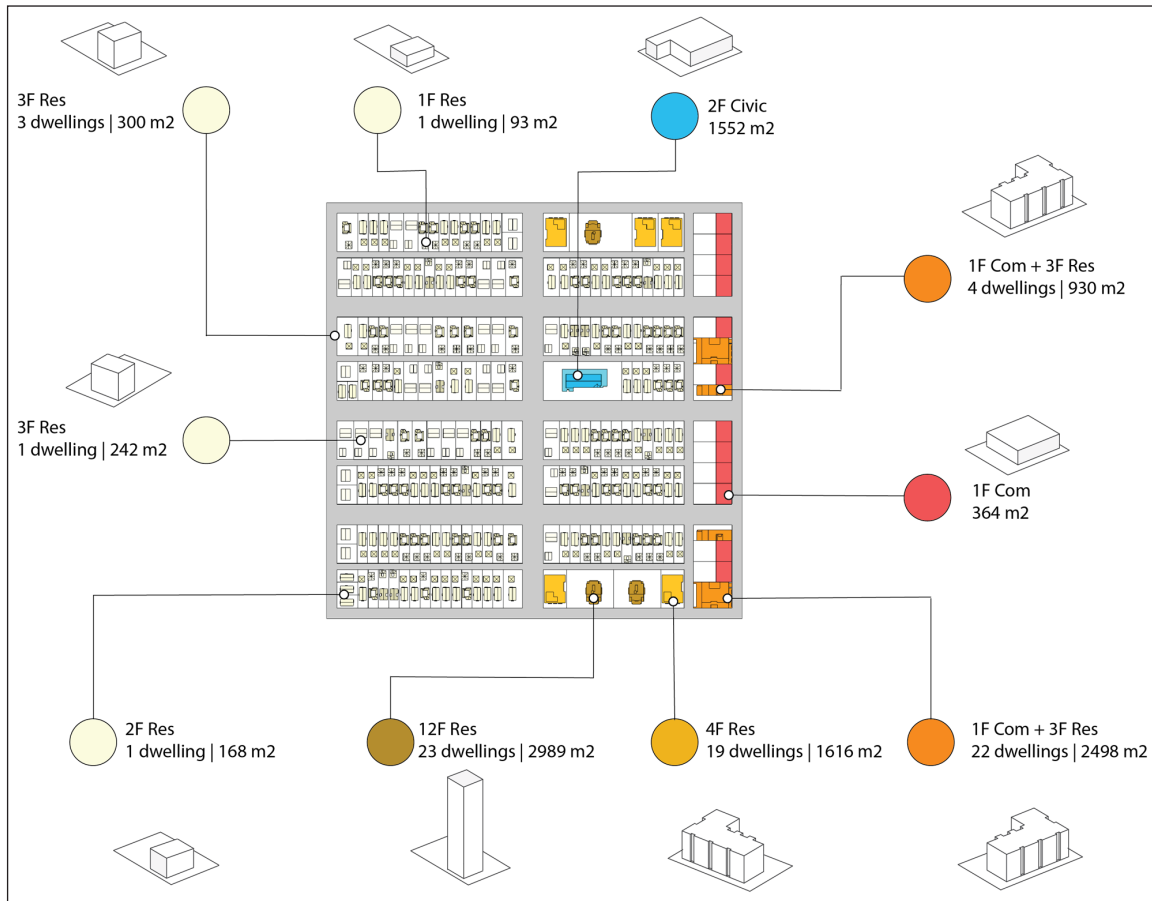 3F Res
3 dwellings | 300 m2
1F Res
1 dwelling | 93 m2
2F Civic
1552 m2
1F Com + 3F Res
4 dwellings | 930 m2
3F Res
1 dwelling | 242 m2
1F Com
364 m2
2F Res
1 dwelling | 168 m2
12F Res
23 dwellings | 2989 m2
4F Res
19 dwellings | 1616 m2
1F Com + 3F Res
22 dwellings | 2498 m2